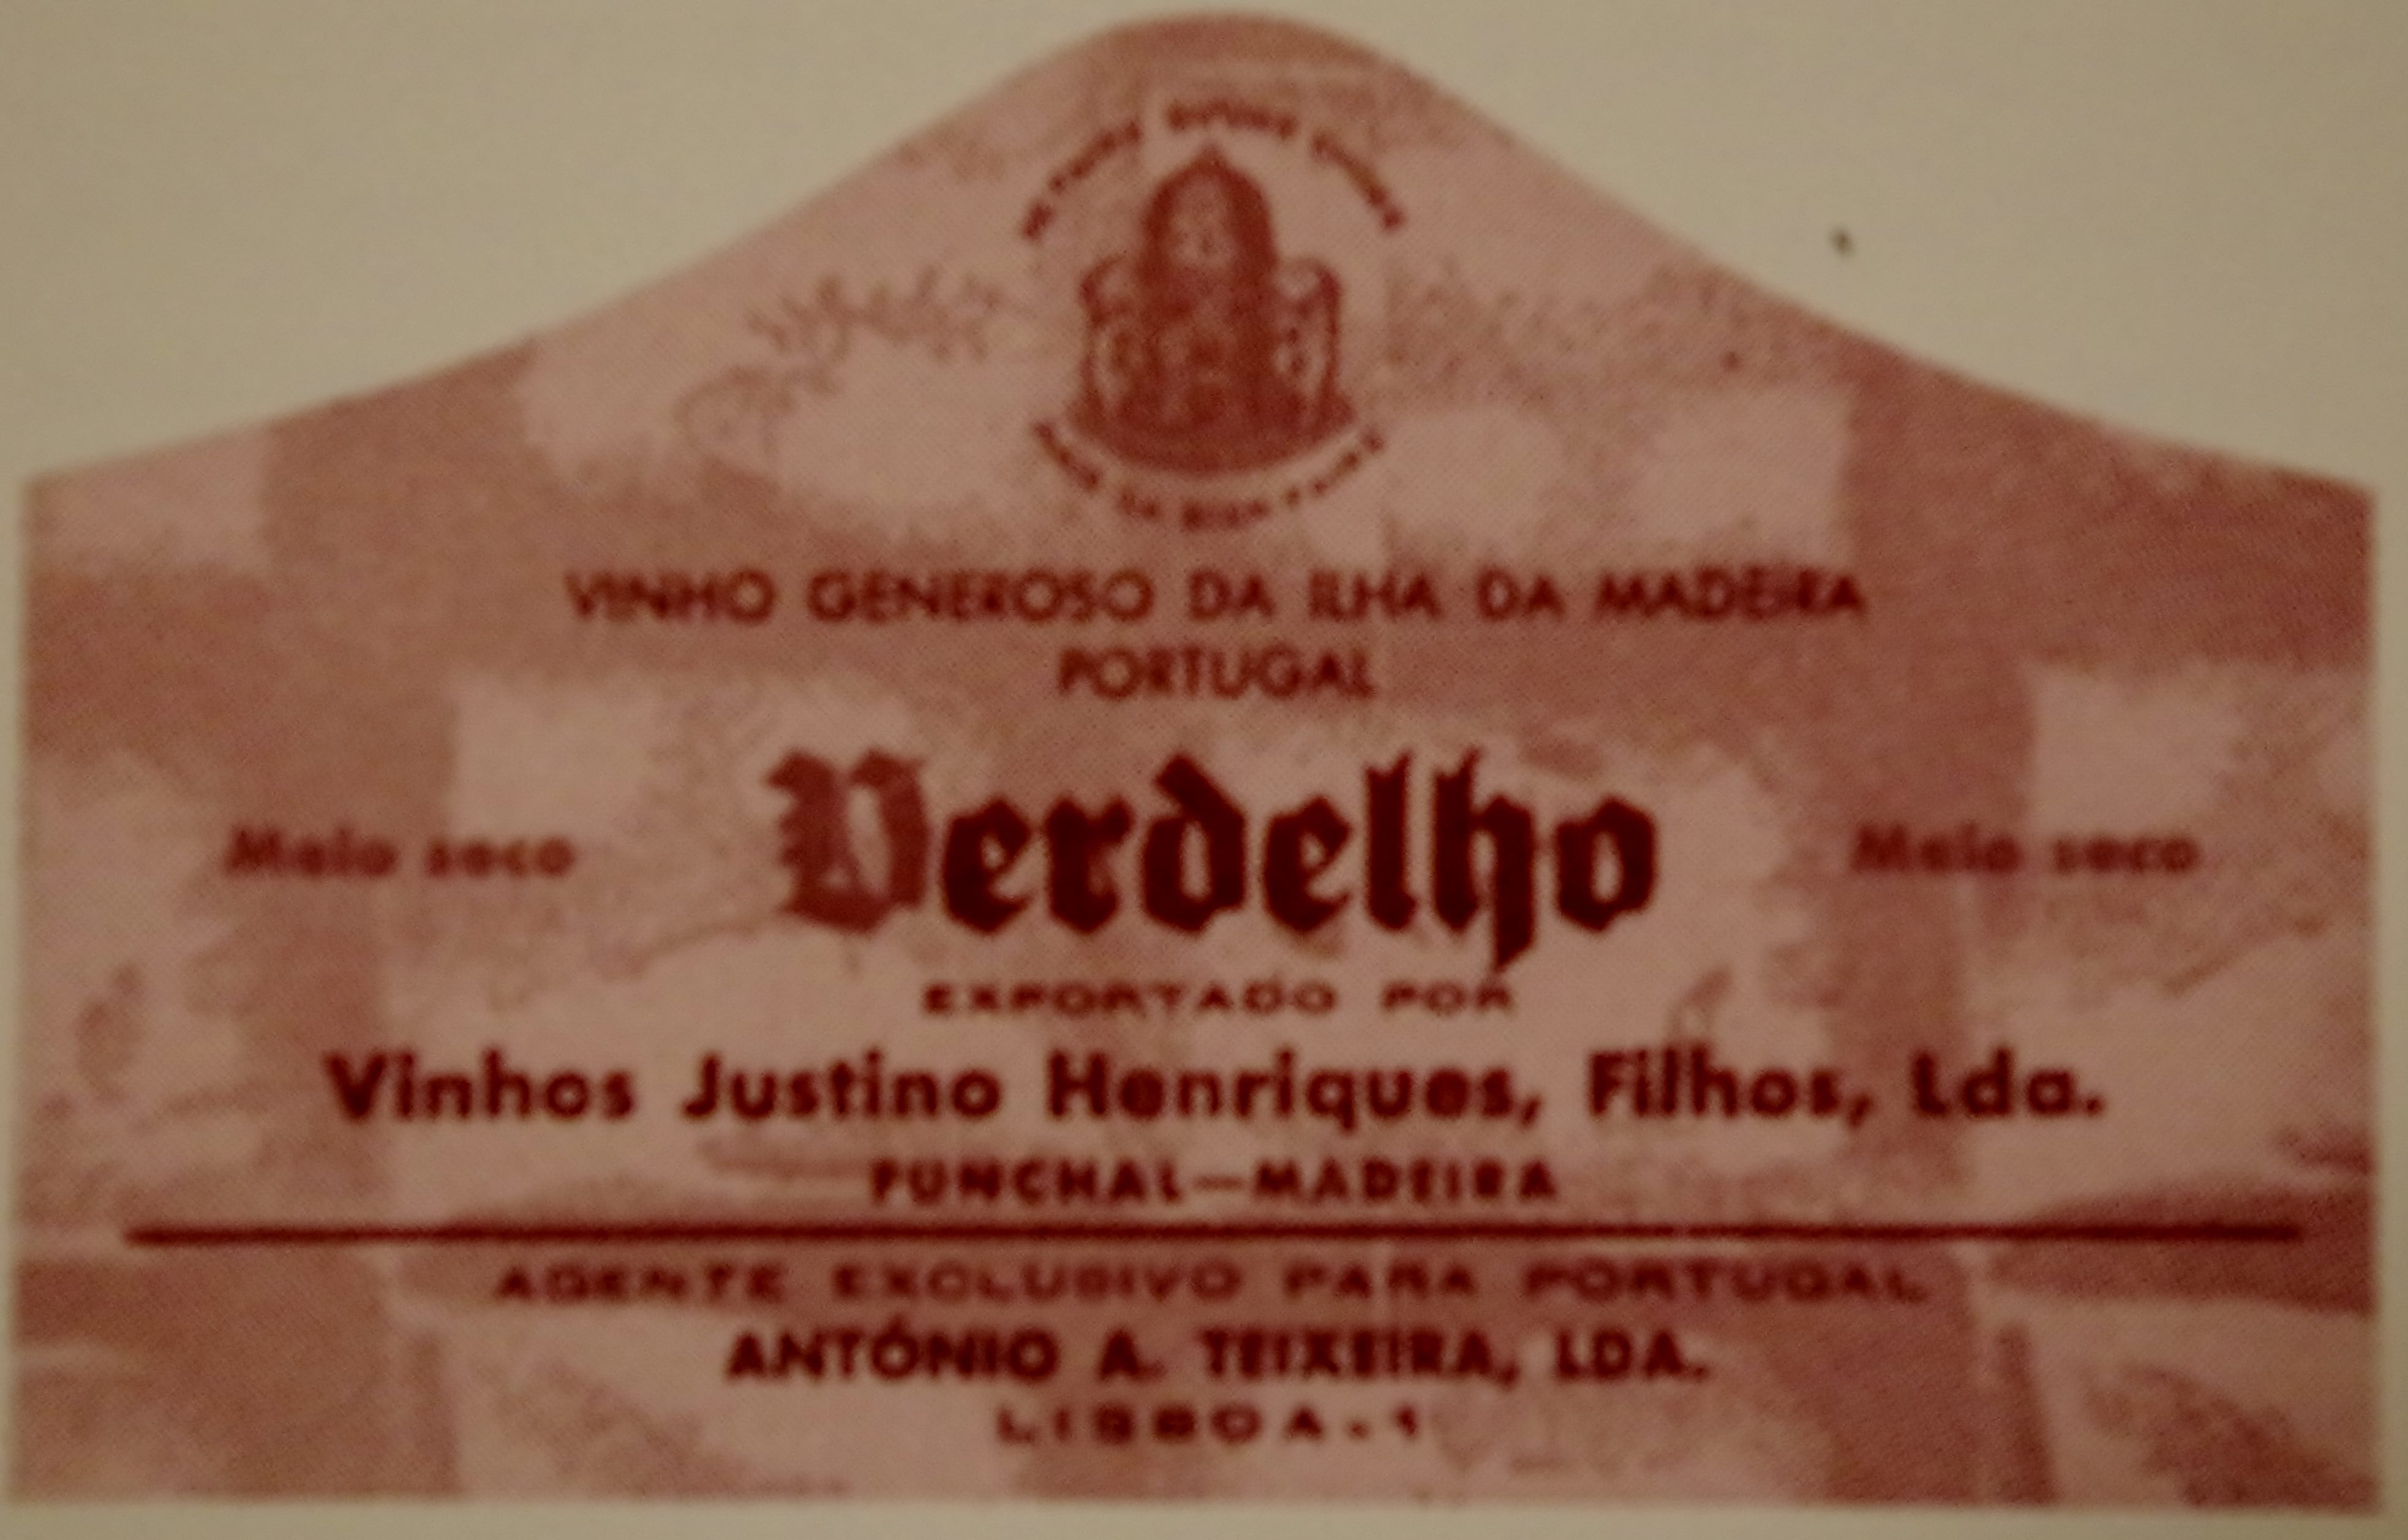 VINHO GENEROSO DA ILHA DA MADEIRA
PORTUGAL
Meio seco Verdelho Meio seco
EXPORTADO POR
Vinhos Justino Henriques, Filhos, Lda.
FUNCHAL—MADEIRA
AGENTE EXCLUSIVO PARA PORTUGAL
ANTÓNIO A. TEIXEIRA, LDA.
LISBOA-1